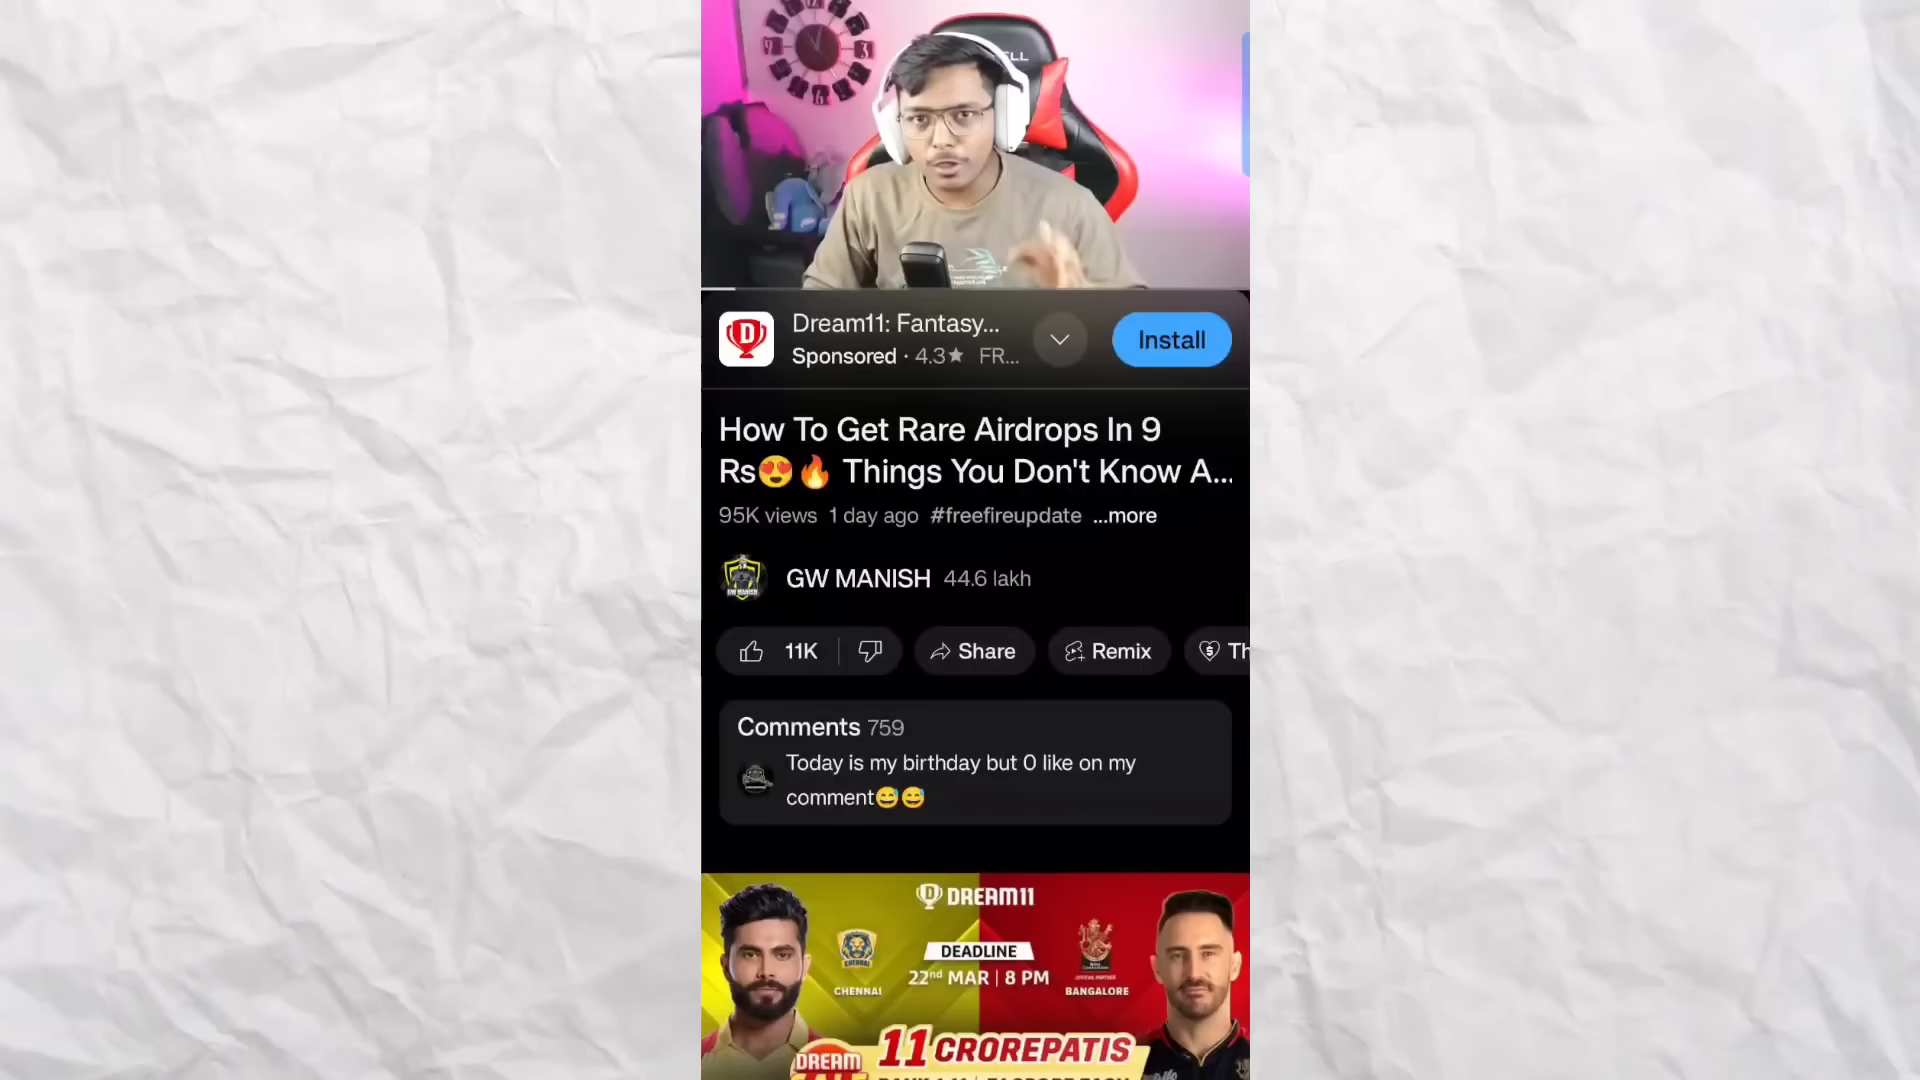 Dream11: Fantasy...
Sponsored · 4.3★ FR...
Install
How To Get Rare Airdrops In 9
Rs😍🔥 Things You Don't Know A...
95K views 1 day ago #freefireupdate ...more
GW MANISH 44.6 lakh
11K
Share
Remix
Th
Comments 759
Today is my birthday but 0 like on my
comment😅😅
DREAM11
DEADLINE
22nd MAR | 8 PM
CHENNAI
BANGALORE
11 CROREPATIS
DREAM